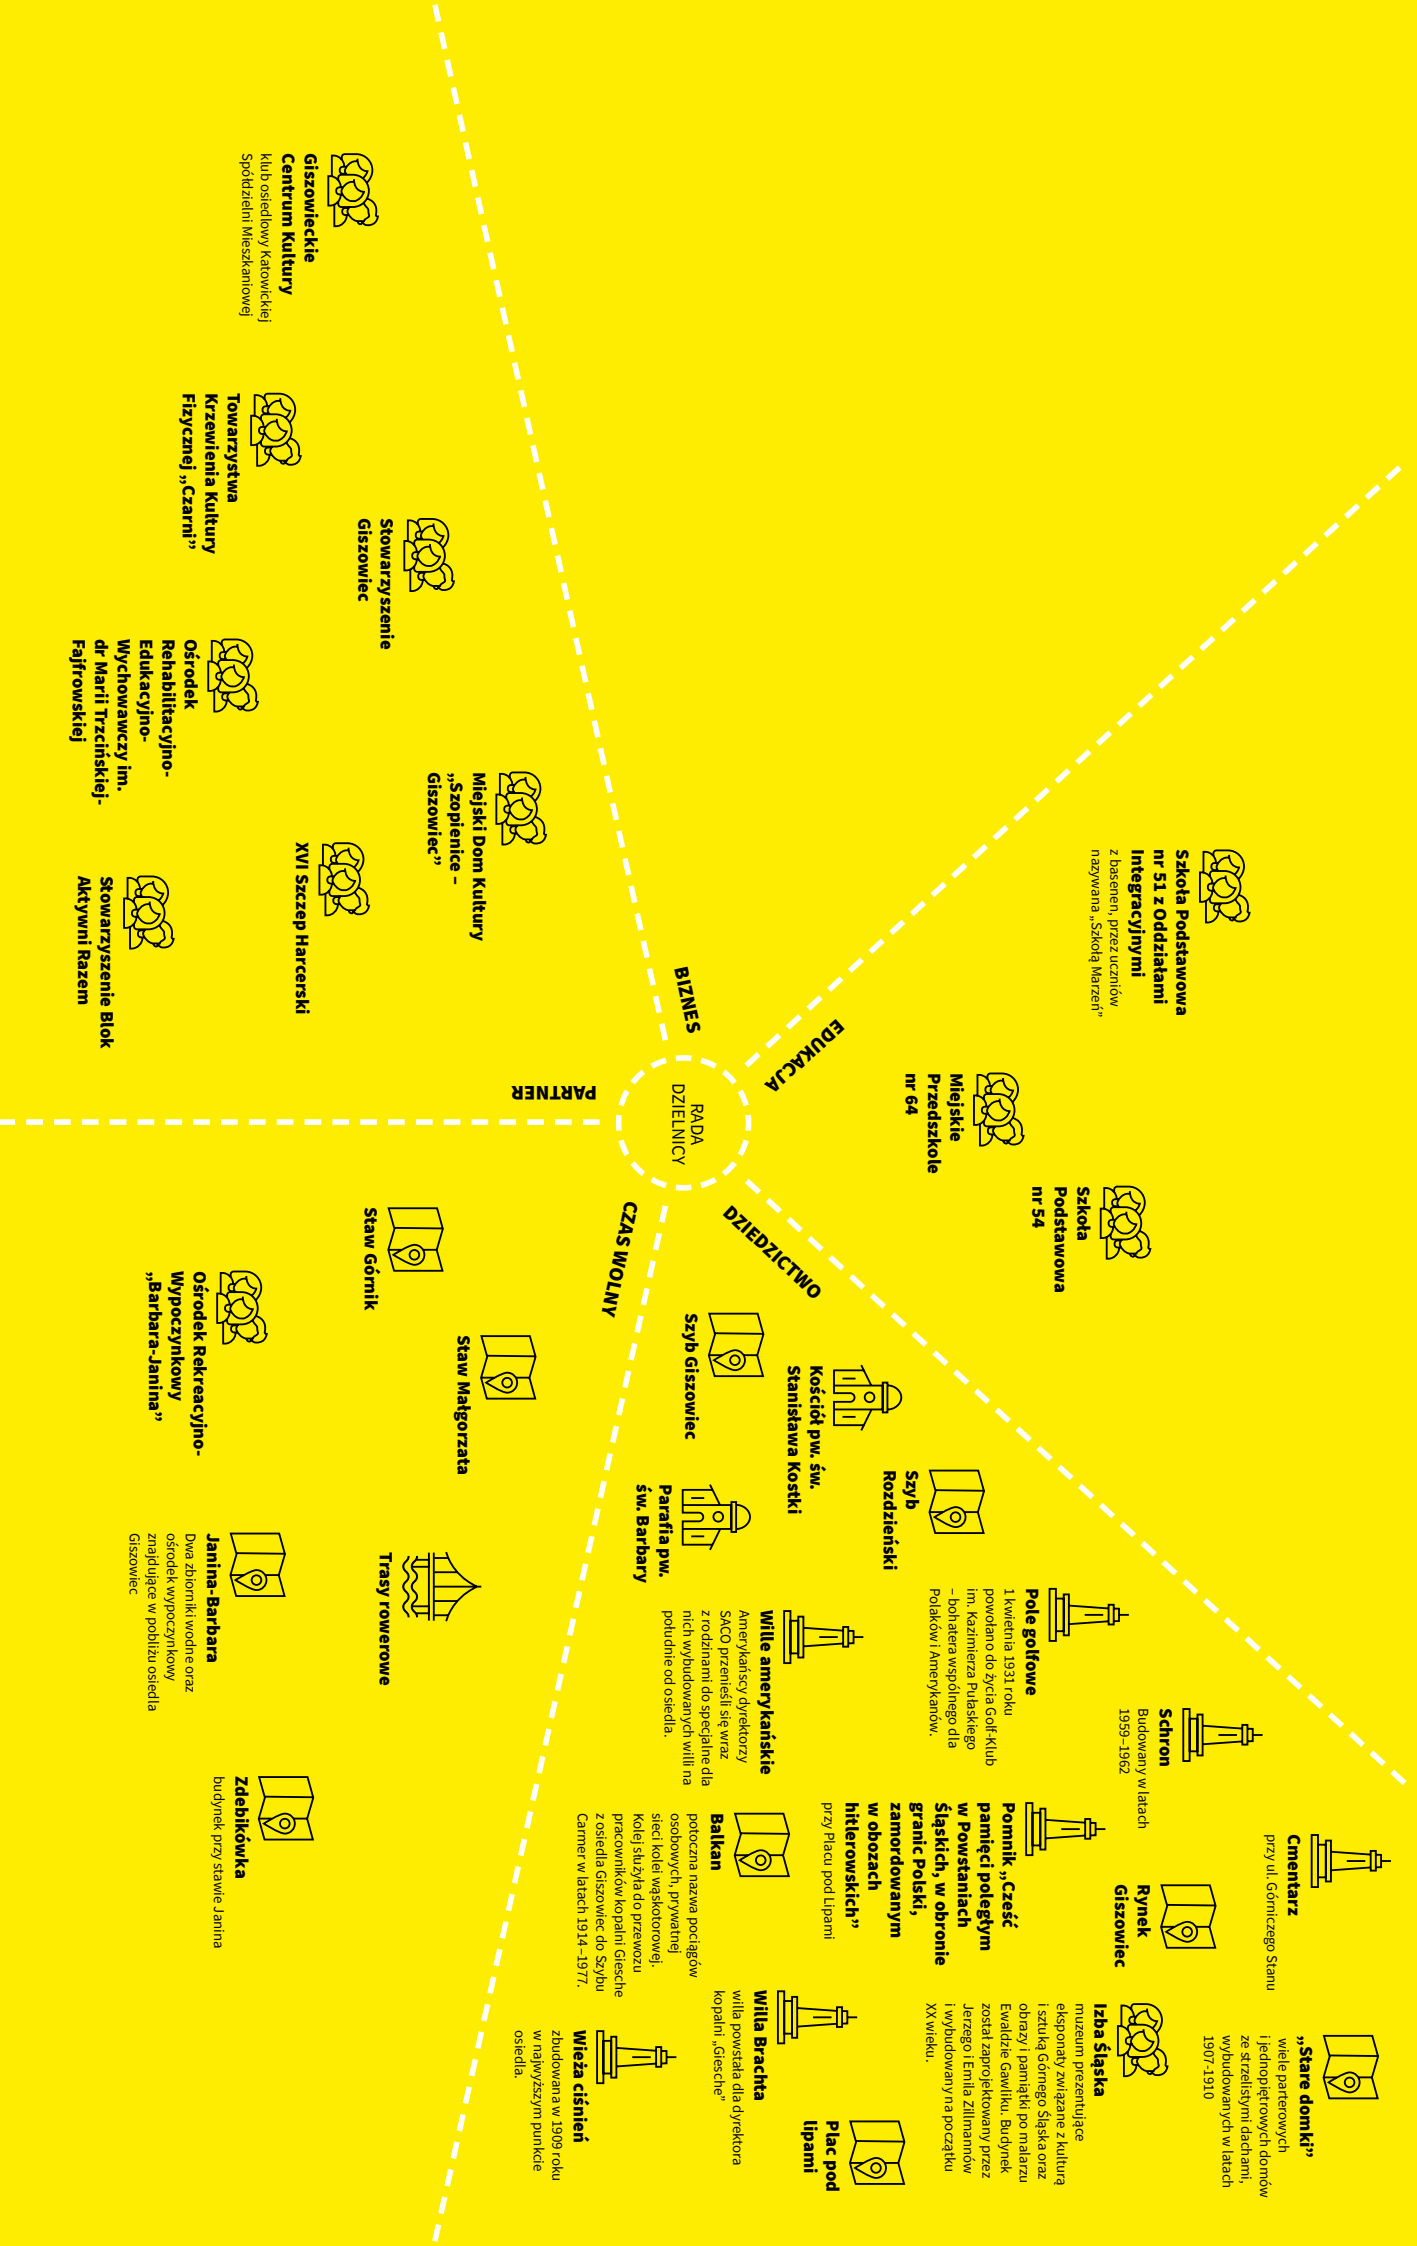 Giszowieckie
Centrum Kultury
klub osiedlowy Katowickiej
Spółdzielni Mieszkaniowej
Towarzystwa
Krzewienia Kultury
Fizycznej „Czarni”
Stowarzyszenie
Giszowiec
Ośrodek
Rehabilitacyjno-
Edukacyjno-
Wychowawczy im.
dr Marii Trzcińskiej-
Fajfrowskiej
Miejski Dom Kultury
„Szopienice –
Giszowiec”
XVI Szczep Harcerski
Stowarzyszenie Blok
Aktywni Razem
PARTNER
BIZNES
EDUKACJA
Szkoła Podstawowa
nr 51 z Oddziałami
Integracyjnymi
z basenen, przez uczniów
nazywana „Szkołą Marzeń”
Miejskie
Przedszkole
nr 64
Szkoła
Podstawowa
nr 54
RADA
DZIELNICY
CZAS WOLNY
Staw Górnik
Ośrodek Rekreacyjno-
Wypoczynkowy
„Barbara-Janina”
Staw Małgorzata
Janina-Barbara
Dwa zbiorniki wodne oraz
ośrodek wypoczynkowy
znajdujące w pobliżu osiedla
Giszowiec
Trasy rowerowe
Zdebikówka
budynek przy stawie Janina
DZIEDZICTWO
Szyb Giszowiec
Kościół pw. św.
Stanisława Kostki
Szyb
Rozdzieński
Parafia pw.
św. Barbary
Pole golfowe
1 kwietnia 1931 roku
powołano do życia Golf-Klub
im. Kazimierza Pułaskiego
– bohatera wspólnego dla
Polaków i Amerykanów.
Wille amerykańskie
Amerykańscy dyrektorzy
SACO przenieśli się wraz
z rodzinami do specjalne dla
nich wybudowanych willi na
południe od osiedla.
Schron
Budowany w latach
1959–1962
Pomnik „Cześć
pamięci poległym
w Powstaniach
Śląskich, w obronie
granic Polski,
zamordowanym
w obozach
hitlerowskich”
przy Placu pod Lipami
Balkan
potoczna nazwa pociągów
osobowych, prywatnej
sieci kolei wąskotorowej.
Kolej służyła do przewozu
pracowników kopalni Giesche
z osiedla Giszowiec do Szybu
Carmer w latach 1914–1977.
Cmentarz
przy ul. Górniczego Stanu
Rynek
Giszowiec
Willa Brachta
willa powstała dla dyrektora
kopalni „Giesche”
Izba Śląska
muzeum prezentujące
eksponaty związane z kulturą
i sztuką Górnego Śląska oraz
obrazy i pamiątki po malarzu
Ewaldzie Gawliku. Budynek
został zaprojektowany przez
Jerzego i Emila Zillmannów
i wybudowany na początku
XX wieku.
„Stare domki”
wiele parterowych
i jednopiętrowych domów
ze strzelistymi dachami,
wybudowanych w latach
1907-1910
Wieża ciśnień
zbudowana w 1909 roku
w najwyższym punkcie
osiedla.
Plac pod
lipami